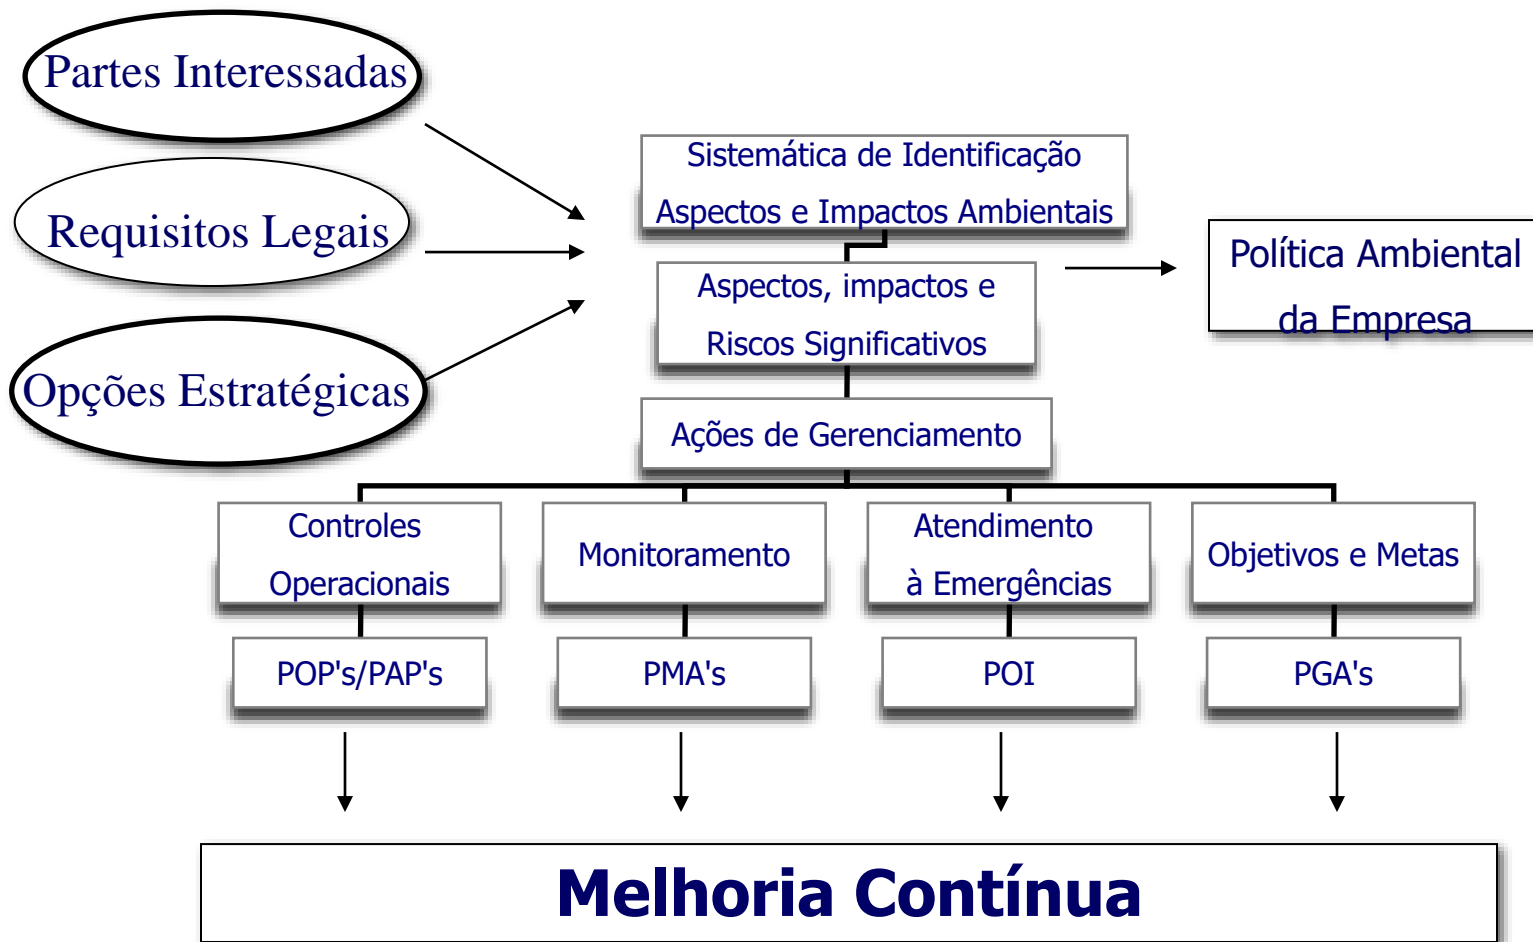 Partes Interessadas
Requisitos Legais
Opções Estratégicas
Sistemática de Identificação
Aspectos e Impactos Ambientais
Aspectos, impactos e
Riscos Significativos
Política Ambiental
da Empresa
Ações de Gerenciamento
Controles
Operacionais
Monitoramento
Atendimento
à Emergências
Objetivos e Metas
POP's/PAP's
PMA's
POI
PGA's
Melhoria Contínua